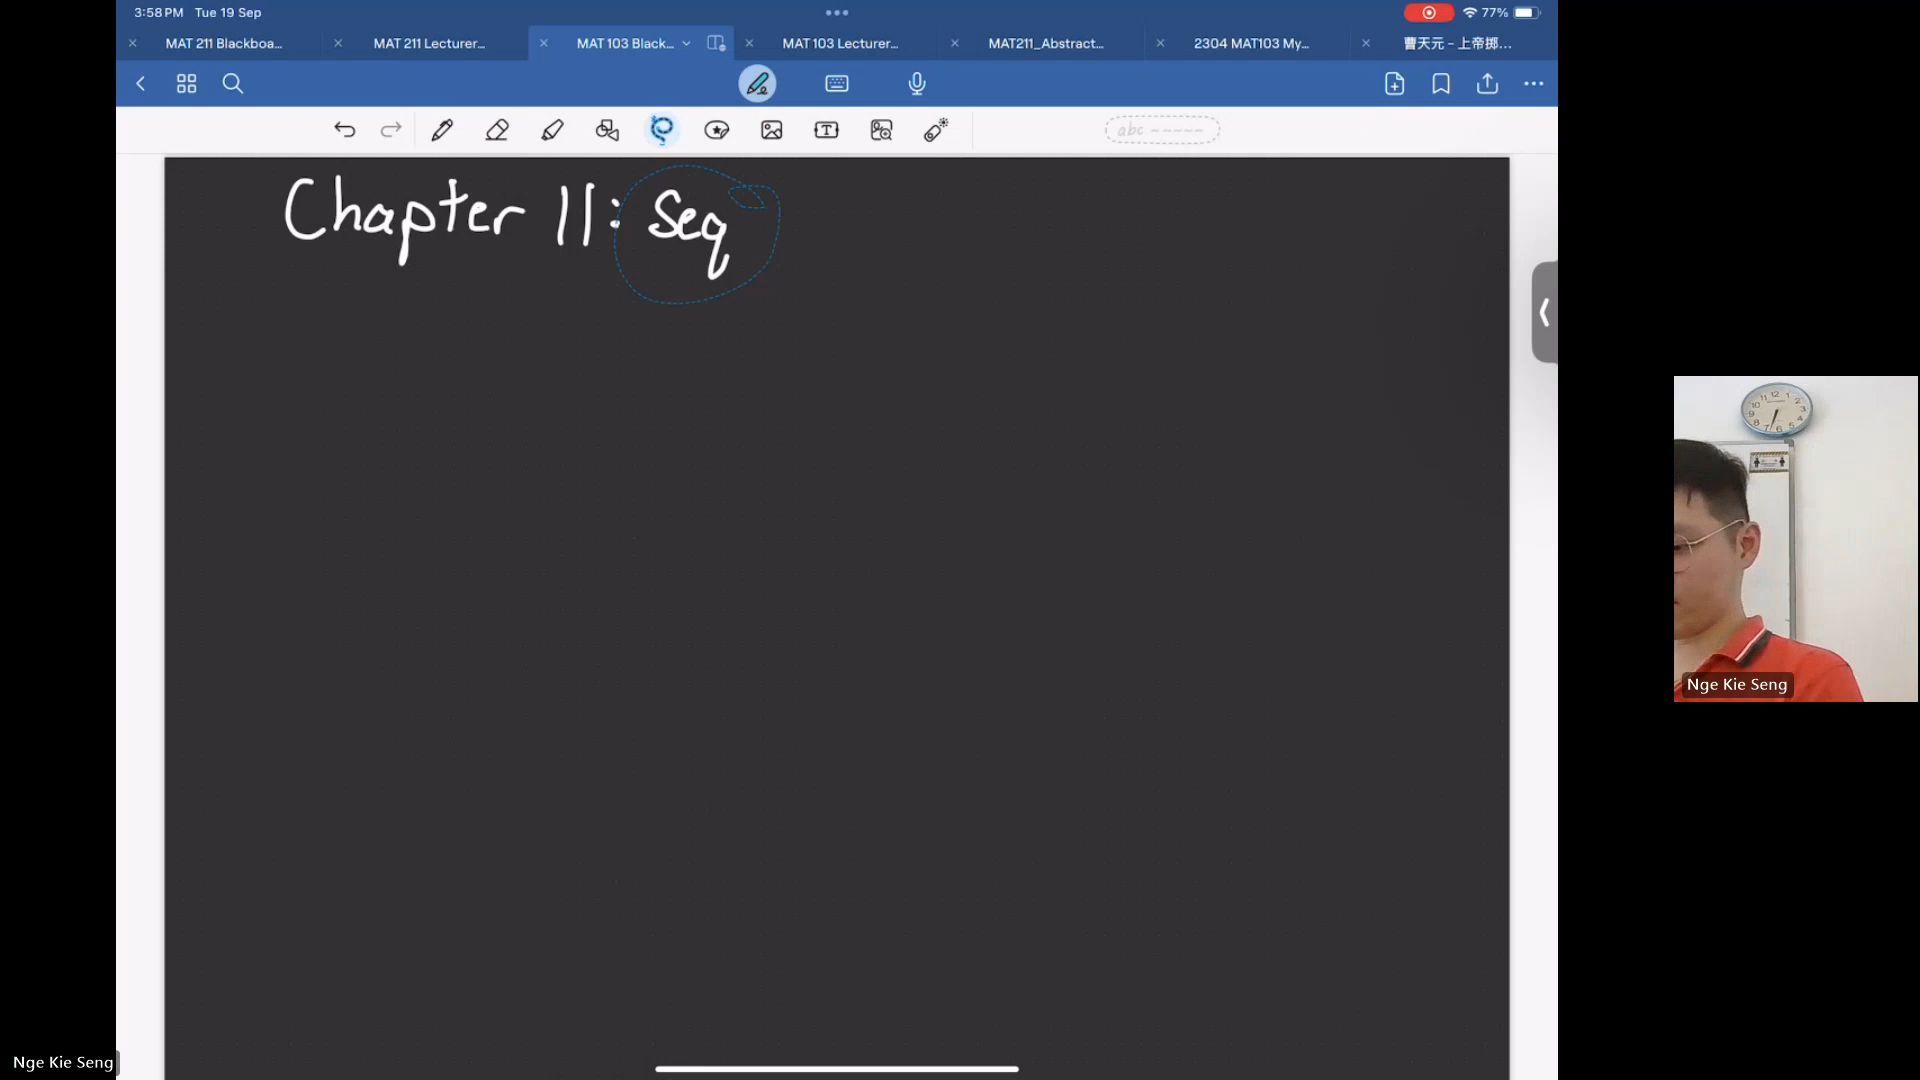 3:58 PM Tue 19 Sep
77%
MAT 211 Blackboa...
MAT 211 Lecturer...
MAT 103 Black...
MAT 103 Lecturer...
MAT211_Abstract...
2304 MAT103 My...
曹天元 - 上帝掷...
abc
Chapter 11: Seq
Nge Kie Seng
Nge Kie Seng